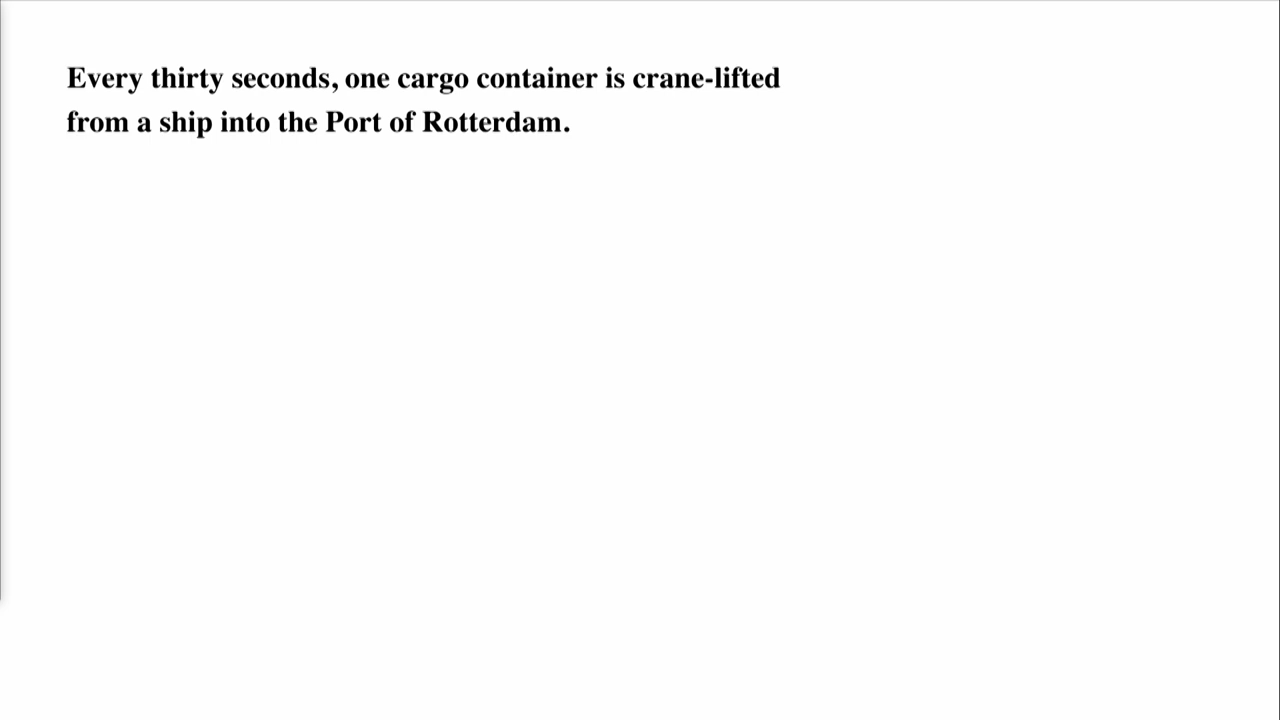 Every thirty seconds, one cargo container is crane-lifted
from a ship into the Port of Rotterdam.